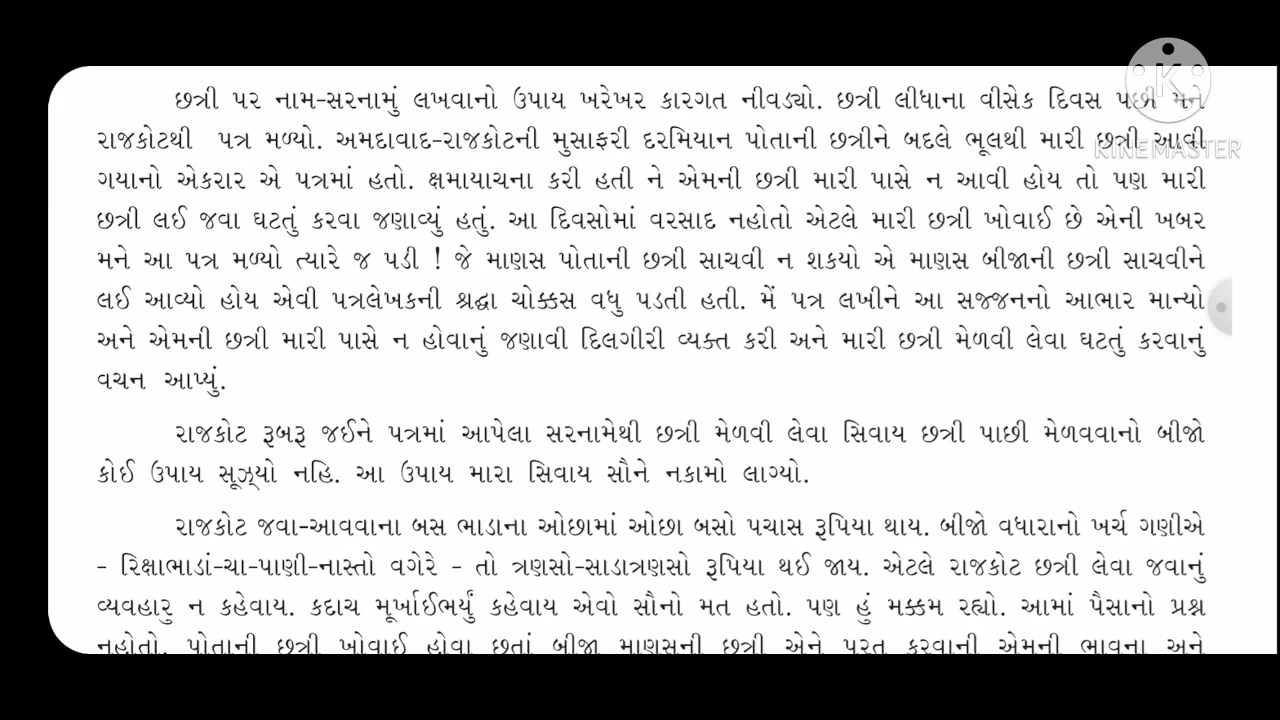 છત્રી પર નામ-સરનામું લખવાનો ઉપાય ખરેખર કારગત નીવડ્યો. છત્રી લીધાના વીસેક દિવસ પછી મને
રાજકોટથી પત્ર મળ્યો. અમદાવાદ-રાજકોટની મુસાફરી દરમિયાન પોતાની છત્રીને બદલે ભૂલથી મારી છત્રી આવી
KINEMASTER
ગયાનો એકરાર એ પત્રમાં હતો. ક્ષમાયાચના કરી હતી ને એમની છત્રી મારી પાસે ન આવી હોય તો પણ મારી
છત્રી લઈ જવા ઘટતું કરવા જણાવ્યું હતું. આ દિવસોમાં વરસાદ નહોતો એટલે મારી છત્રી ખોવાઈ છે એની ખબર
મને આ પત્ર મળ્યો ત્યારે જ પડી ! જે માણસ પોતાની છત્રી સાચવી ન શકયો એ માણસ બીજાની છત્રી સાચવીને
લઈ આવ્યો હોય એવી પત્રલેખકની શ્રદ્ધા ચોક્કસ વધુ પડતી હતી. મેં પત્ર લખીને આ સજ્જનનો આભાર માન્યો
અને એમની છત્રી મારી પાસે ન હોવાનું જણાવી દિલગીરી વ્યક્ત કરી અને મારી છત્રી મેળવી લેવા ઘટતું કરવાનું
વચન આપ્યું.
રાજકોટ રૂબરૂ જઈને પત્રમાં આપેલા સરનામેથી છત્રી મેળવી લેવા સિવાય છત્રી પાછી મેળવવાનો બીજો
કોઈ ઉપાય સૂઝ્યો નહિ. આ ઉપાય મારા સિવાય સૌને નકામો લાગ્યો.
રાજકોટ જવા-આવવાના બસ ભાડાના ઓછામાં ઓછા બસો પચાસ રૂપિયા થાય. બીજો વધારાનો ખર્ચ ગણીએ
- રિક્ષાભાડાં-ચા-પાણી-નાસ્તો વગેરે - તો ત્રણસો-સાડાત્રણસો રૂપિયા થઈ જાય. એટલે રાજકોટ છત્રી લેવા જવાનું
વ્યવહારુ ન કહેવાય. કદાચ મૂર્ખાઈભર્યું કહેવાય એવો સૌનો મત હતો. પણ હું મક્કમ રહ્યો. આમાં પૈસાનો પ્રશ્ન
નહોતો. પોતાની છત્રી ખોવાઈ હોવા છતાં બીજા માણસની છત્રી એને પરત કરવાની એમની ભાવના અને